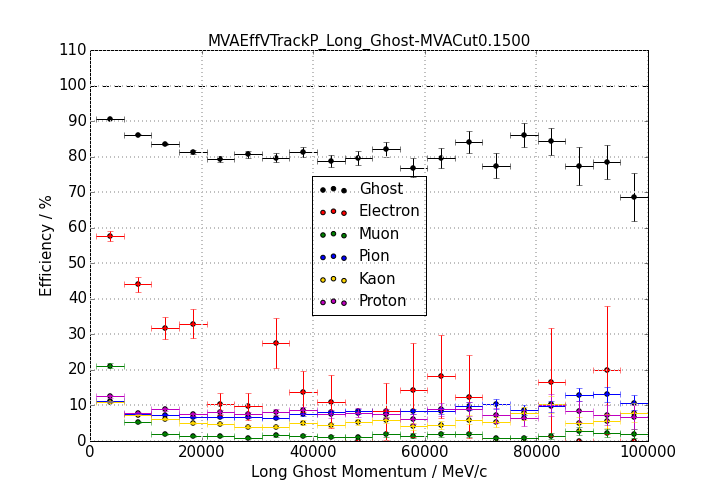 MVAEffVTrackP_Long_Ghost-MVACut0.1500
110
100
90
80
70
60
50
40
30
20
10
0
Efficiency / %
Ghost
Electron
Muon
Pion
Kaon
Proton
0 20000 40000 60000 80000 100000
Long Ghost Momentum / MeV/c